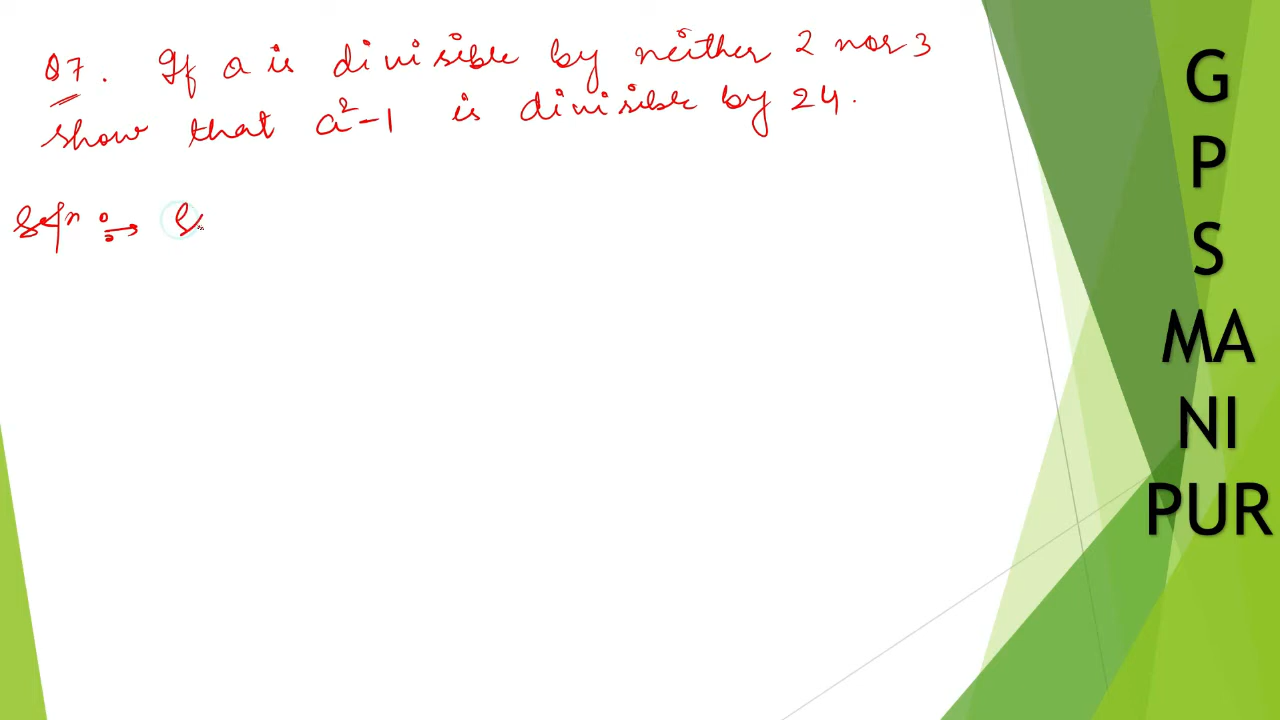 Q7. If a is divisible by neither 2 nor 3
show that a²-1 is divisible by 24.
Solⁿ :→ S
G
P
S
MA
NI
PUR